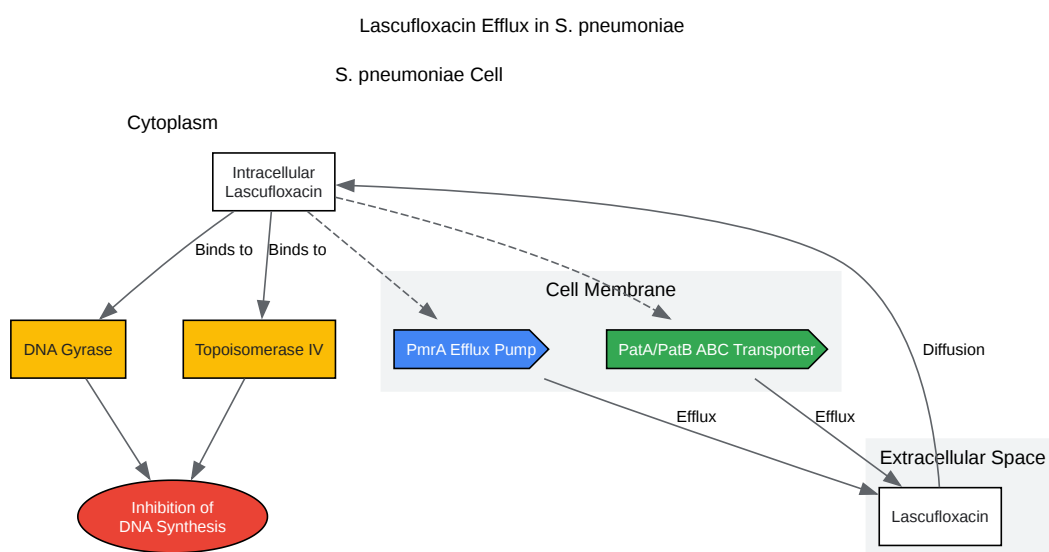 Lascufloxacin Efflux in S. pneumoniae
S. pneumoniae Cell
Cytoplasm
Intracellular
Lascufloxacin
Binds to
Binds to
Cell Membrane
DNA Gyrase
Topoisomerase IV
PmrA Efflux Pump
PatA/PatB ABC Transporter
Diffusion
Efflux
Efflux
Extracellular Space
Inhibition of
DNA Synthesis
Lascufloxacin